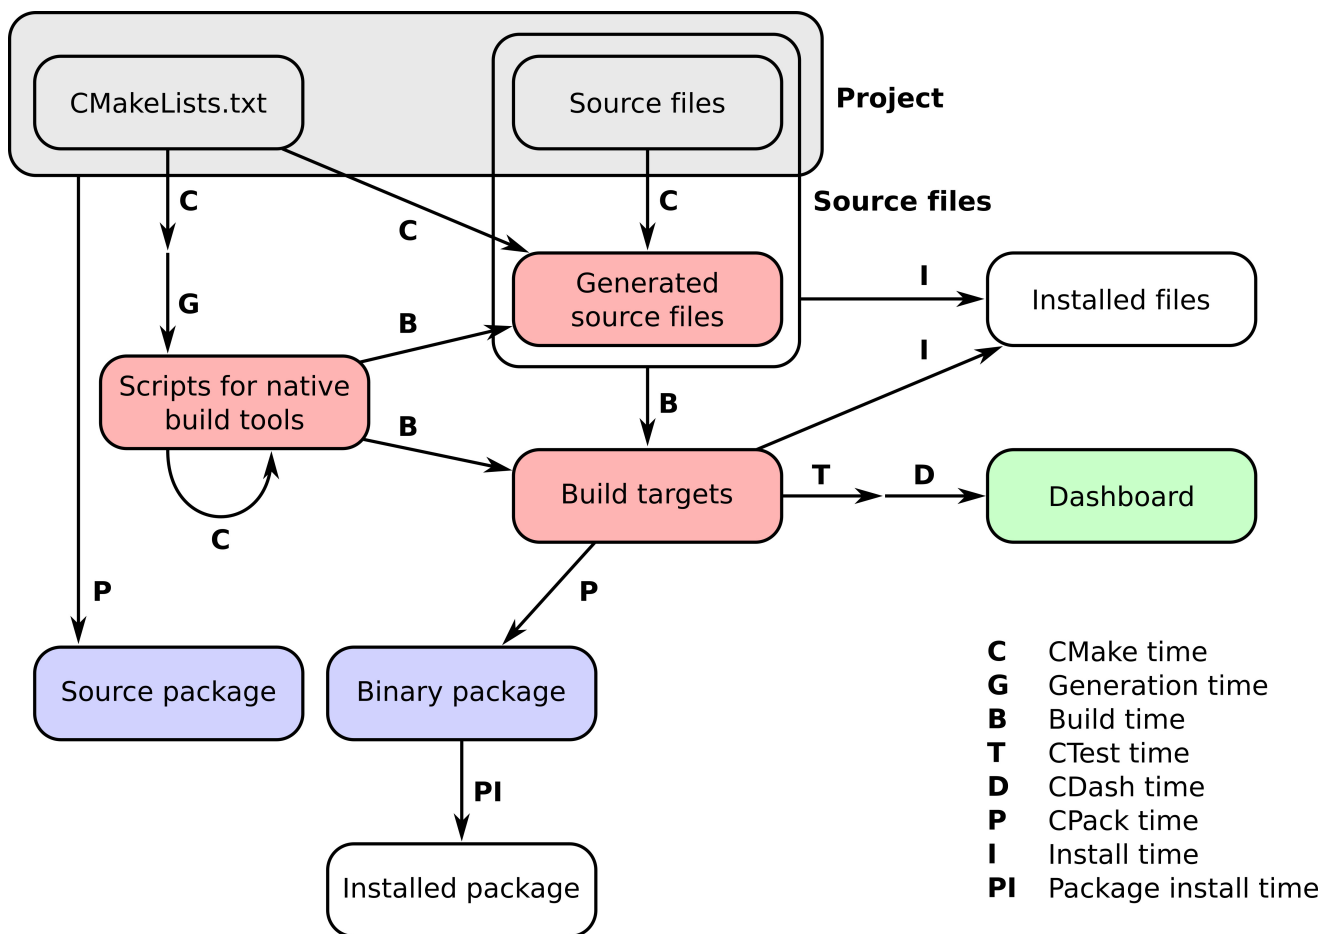 CMakeLists.txt
Source files
Project
C
C
C
Source files
G
Generated
source files
I
Installed files
B
I
Scripts for native
build tools
B
B
C
Build targets
T
D
Dashboard
P
P
Source package
Binary package
PI
Installed package
C CMake time
G Generation time
B Build time
T CTest time
D CDash time
P CPack time
I Install time
PI Package install time